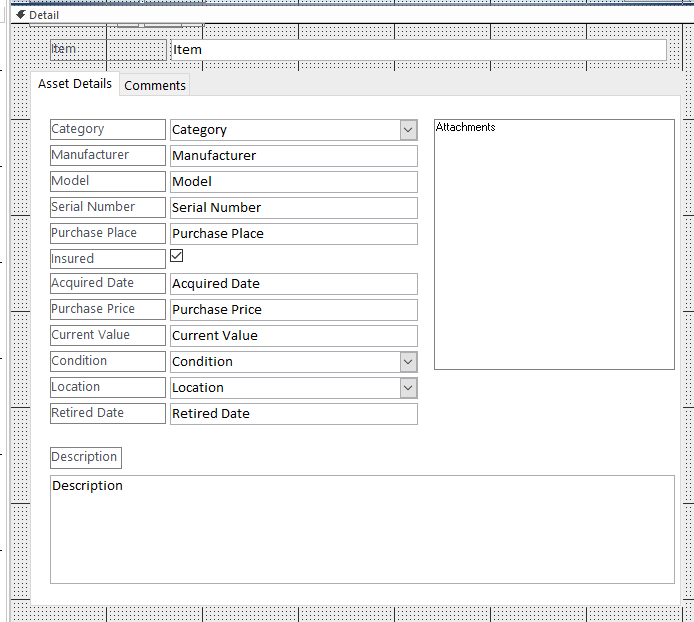 Detail
Item Item
Asset Details Comments
Category Category Attachments
Manufacturer Manufacturer
Model Model
Serial Number Serial Number
Purchase Place Purchase Place
Insured
Acquired Date Acquired Date
Purchase Price Purchase Price
Current Value Current Value
Condition Condition
Location Location
Retired Date Retired Date
Description
Description